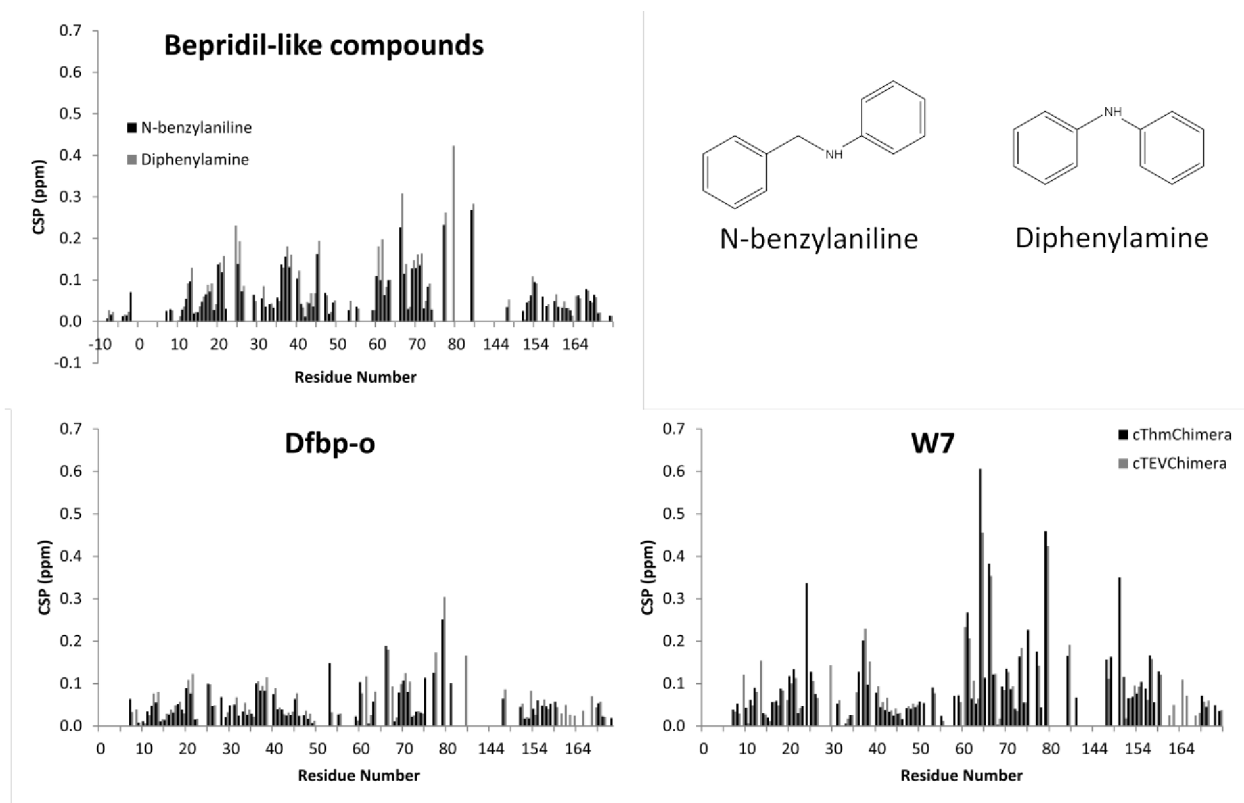 Bepridil-like compounds
N-benzylaniline
Diphenylamine
CSP (ppm)
0.7
0.6
0.5
0.4
0.3
0.2
0.1
0.0
-0.1
-10 0 10 20 30 40 50 60 70 80 144 154 164
Residue Number
NH
NH
N-benzylaniline
Diphenylamine
Dfbp-o
CSP (ppm)
0.7
0.6
0.5
0.4
0.3
0.2
0.1
0.0
0 10 20 30 40 50 60 70 80 144 154 164
Residue Number
W7
cThmChimera
cTEVChimera
CSP (ppm)
0.7
0.6
0.5
0.4
0.3
0.2
0.1
0.0
0 10 20 30 40 50 60 70 80 144 154 164
Residue Number